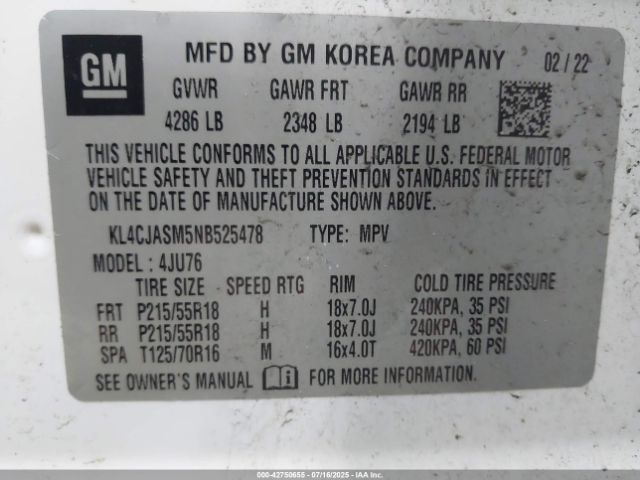 GM MFD BY GM KOREA COMPANY 02/22
GVWR GAWR FRT GAWR RR
4286 LB 2348 LB 2194 LB
THIS VEHICLE CONFORMS TO ALL APPLICABLE U.S. FEDERAL MOTOR
VEHICLE SAFETY AND THEFT PREVENTION STANDARDS IN EFFECT
ON THE DATE OF MANUFACTURE SHOWN ABOVE.
KL4CJASM5NB525478 TYPE: MPV
MODEL: 4JU76
TIRE SIZE SPEED RTG RIM COLD TIRE PRESSURE
FRT P215/55R18 H 18x7.0J 240KPA, 35 PSI
RR P215/55R18 H 18x7.0J 240KPA, 35 PSI
SPA T125/70R16 M 16x4.0T 420KPA, 60 PSI
SEE OWNER'S MANUAL FOR MORE INFORMATION.
000-42750655 - 07/16/2025 - IAAI.COM